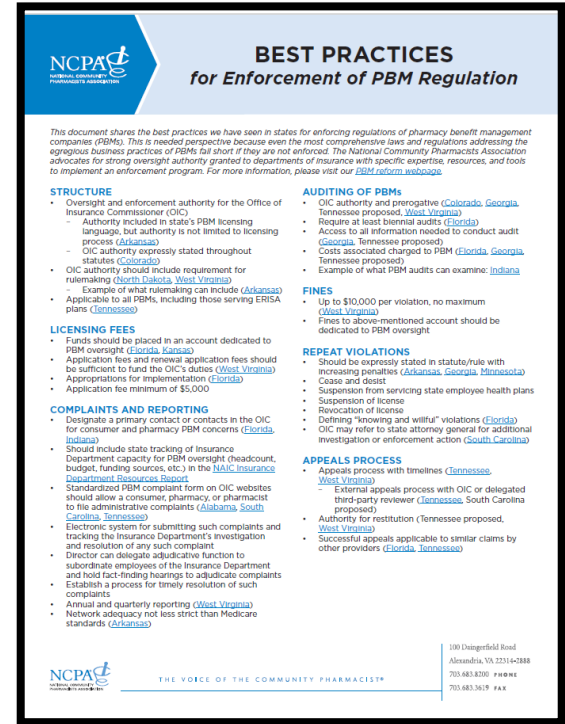 NCPA
NATIONAL COMMUNITY
PHARMACISTS ASSOCIATION
BEST PRACTICES
for Enforcement of PBM Regulation
This document shares the best practices we have seen in states for enforcing regulations of pharmacy benefit management
companies (PBMs). This is needed perspective because even the most comprehensive laws and regulations addressing the
egregious business practices of PBMs fall short if they are not enforced. The National Community Pharmacists Association
advocates for strong oversight authority granted to departments of insurance with specific expertise, resources, and tools
to implement an enforcement campaign. For more information, please visit our PBM reform webpage.
STRUCTURE
• Oversight and enforcement authority for the Office of
Insurance Commissioner (OIC)
– Authority included in state's PBM licensing
language, but authority is not limited to licensing
process (Arkansas)
– OIC authority expressly stated throughout
statutes (Colorado)
• OIC authority should include requirement for
rulemaking (North Dakota, West Virginia)
– Example of what rulemaking can include (Arkansas)
• Applicable to all PBMs, including those serving ERISA
plans (Tennessee)
LICENSING FEES
• Funds should be placed in an account dedicated to
PBM oversight (Florida, Kansas)
• Application fees and renewal application fees should
be sufficient to fund the OIC's duties (West Virginia)
• Appropriations for implementation (Florida)
• Application fee minimum of $5,000
COMPLAINTS AND REPORTING
• Designate a primary contact or contacts in the OIC
for consumer and pharmacy PBM concerns (Florida,
Indiana)
• Should include state tracking of Insurance
Department capacity for PBM oversight (headcount,
budget, funding sources, etc.) in the NAIC Insurance
Department Resources Report
• Standardized PBM complaint form on OIC websites
should allow a consumer, pharmacy, or pharmacist
to file administrative complaints (Alabama, South
Carolina, Tennessee)
• Electronic system for submitting such complaints and
tracking the Insurance Department's investigation
and resolution of any such complaint
• Director can delegate adjudicative function to
subordinate employees of the Insurance Department
and hold fact-finding hearings to adjudicate complaints
• Establish a process for timely resolution of such
complaints
• Annual and quarterly reporting (West Virginia)
• Network adequacy not less strict than Medicare
standards (Arkansas)
AUDITING OF PBMs
• OIC authority and prerogative (Colorado, Georgia,
Tennessee proposed, West Virginia)
• Require at least biennial audits (Florida)
• Access to all information needed to conduct audit
(Georgia, Tennessee proposed)
• Costs associated charged to PBM (Florida, Georgia,
Tennessee proposed)
• Example of what PBM audits can examine: Indiana
FINES
• Up to $10,000 per violation, no maximum
(West Virginia)
• Fines to above-mentioned account should be
dedicated to PBM oversight
REPEAT VIOLATIONS
• Should be expressly stated in statute/rule with
increasing penalties (Arkansas, Georgia, Minnesota)
• Cease and desist
• Suspension from servicing state employee health plans
• Suspension of license
• Revocation of license
• Defining "knowing and willful" violations (Florida)
• OIC may refer to state attorney general for additional
investigation or enforcement action (South Carolina)
APPEALS PROCESS
• Appeals process with timelines (Tennessee,
West Virginia)
– External appeals process with OIC or delegated
third-party reviewer (Tennessee, South Carolina
proposed)
• Authority for restitution (Tennessee proposed,
West Virginia)
• Successful appeals applicable to similar claims by
other providers (Florida, Tennessee)
NCPA
NATIONAL COMMUNITY
PHARMACISTS ASSOCIATION
THE VOICE OF THE COMMUNITY PHARMACIST®
100 Daingerfield Road
Alexandria, VA 22314-2888
703.683.8200 PHONE
703.683.3619 FAX